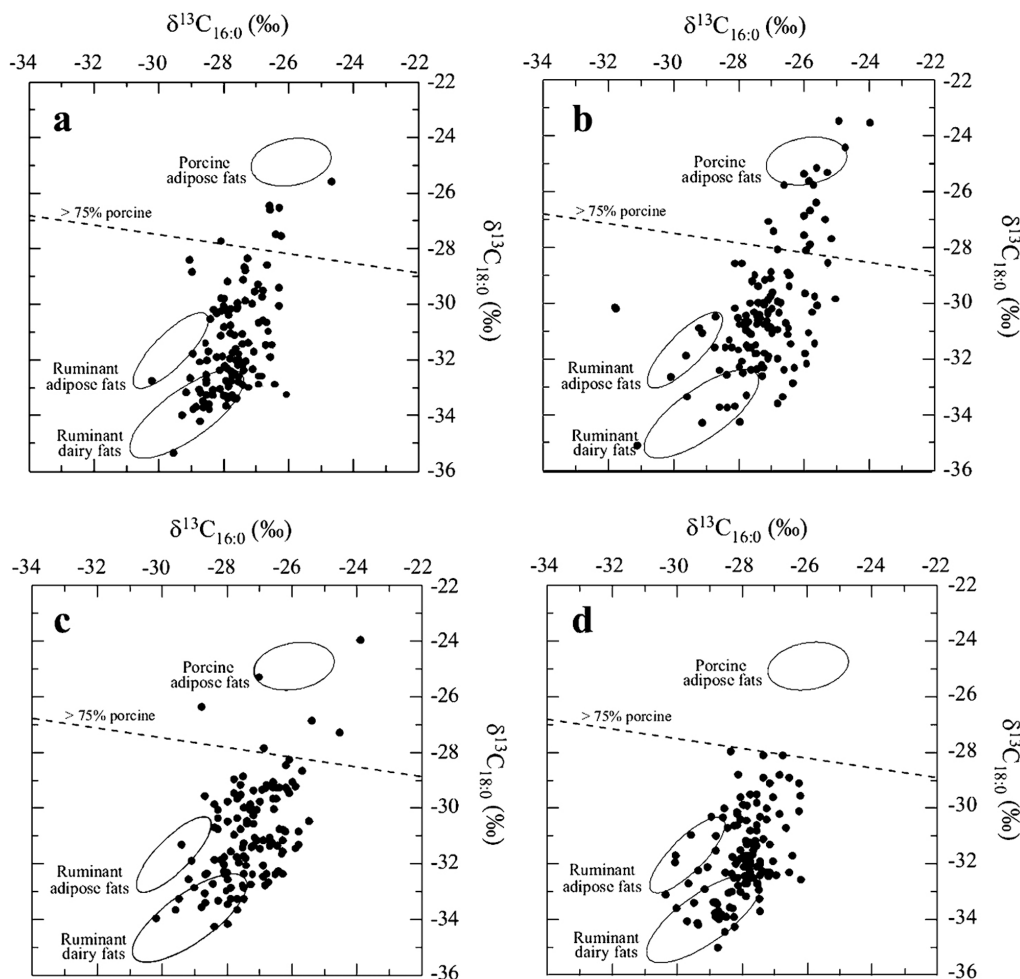 δ13C16:0 (‰)
-34 -32 -30 -28 -26 -24 -22
a
Porcine
adipose fats
> 75% porcine
Ruminant
adipose fats
Ruminant
dairy fats
-22
-24
-26
-28
-30
-32
-34
-36
δ13C18:0 (‰)
δ13C16:0 (‰)
-34 -32 -30 -28 -26 -24 -22
b
Porcine
adipose fats
> 75% porcine
Ruminant
adipose fats
Ruminant
dairy fats
-22
-24
-26
-28
-30
-32
-34
-36
δ13C18:0 (‰)
δ13C16:0 (‰)
-34 -32 -30 -28 -26 -24 -22
c
Porcine
adipose fats
> 75% porcine
Ruminant
adipose fats
Ruminant
dairy fats
-22
-24
-26
-28
-30
-32
-34
-36
δ13C18:0 (‰)
δ13C16:0 (‰)
-34 -32 -30 -28 -26 -24 -22
d
Porcine
adipose fats
> 75% porcine
Ruminant
adipose fats
Ruminant
dairy fats
-22
-24
-26
-28
-30
-32
-34
-36
δ13C18:0 (‰)